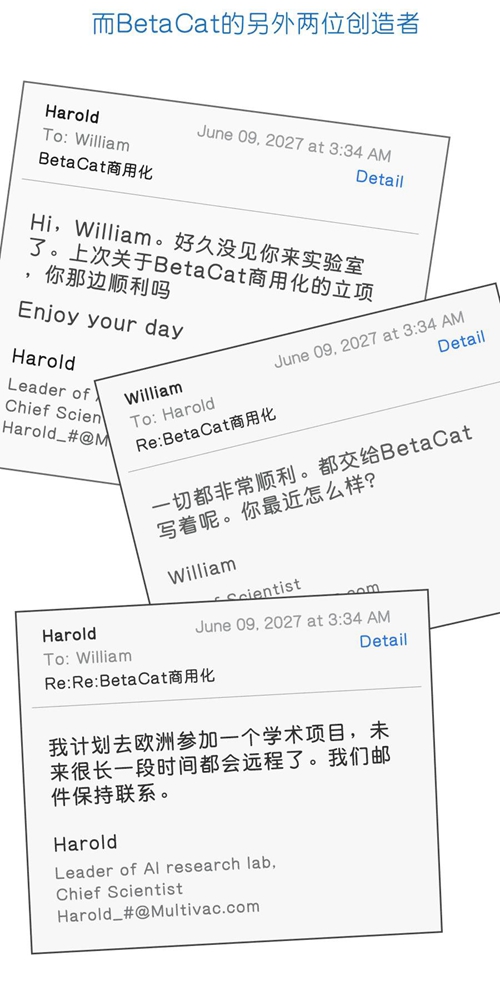 而BetaCat的另外两位创造者
Harold
June 09, 2027 at 3:34 AM
To: William
Detail
BetaCat商用化
Hi，William。好久没见你来实验室
了。上次关于BetaCat商用化的立项
，你那边顺利吗
Enjoy your day
Harold
Leader of
Chief Scien
Harold_#@M
William
June 09, 2027 at 3:34 AM
To: Harold
Detail
Re:BetaCat商用化
一切都非常顺利。都交给BetaCat
写着呢。你最近怎么样？
William
f Scientist
.com
Harold
June 09, 2027 at 3:34 AM
To: William
Detail
Re:Re:BetaCat商用化
我计划去欧洲参加一个学术项目，未
来很长一段时间都会远程了。我们邮
件保持联系。
Harold
Leader of AI research lab,
Chief Scientist
Harold_#@Multivac.com